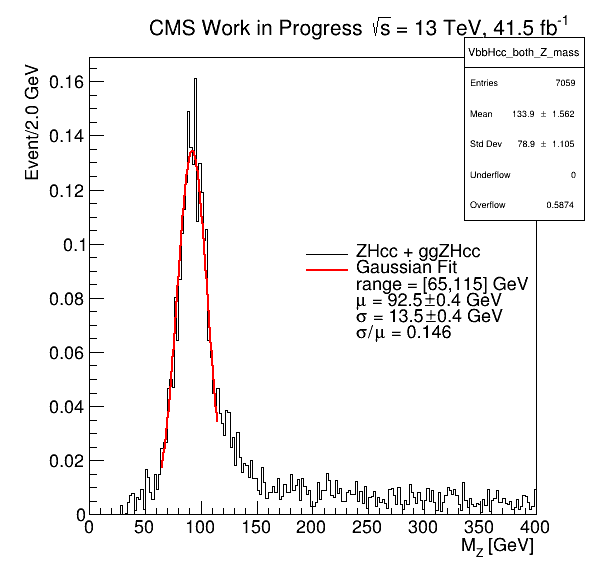 CMS Work in Progress √s = 13 TeV, 41.5 fb⁻¹
VbbHcc_both_Z_mass
Entries 7059
Mean 133.9 ± 1.562
Std Dev 78.9 ± 1.105
Underflow 0
Overflow 0.5874
Event/2.0 GeV
0.16
0.14
0.12
0.1
0.08
0.06
0.04
0.02
0
ZHcc + ggZHcc
Gaussian Fit
range = [65,115] GeV
μ = 92.5±0.4 GeV
σ = 13.5±0.4 GeV
σ/μ = 0.146
0 50 100 150 200 250 300 350 400
M_Z [GeV]